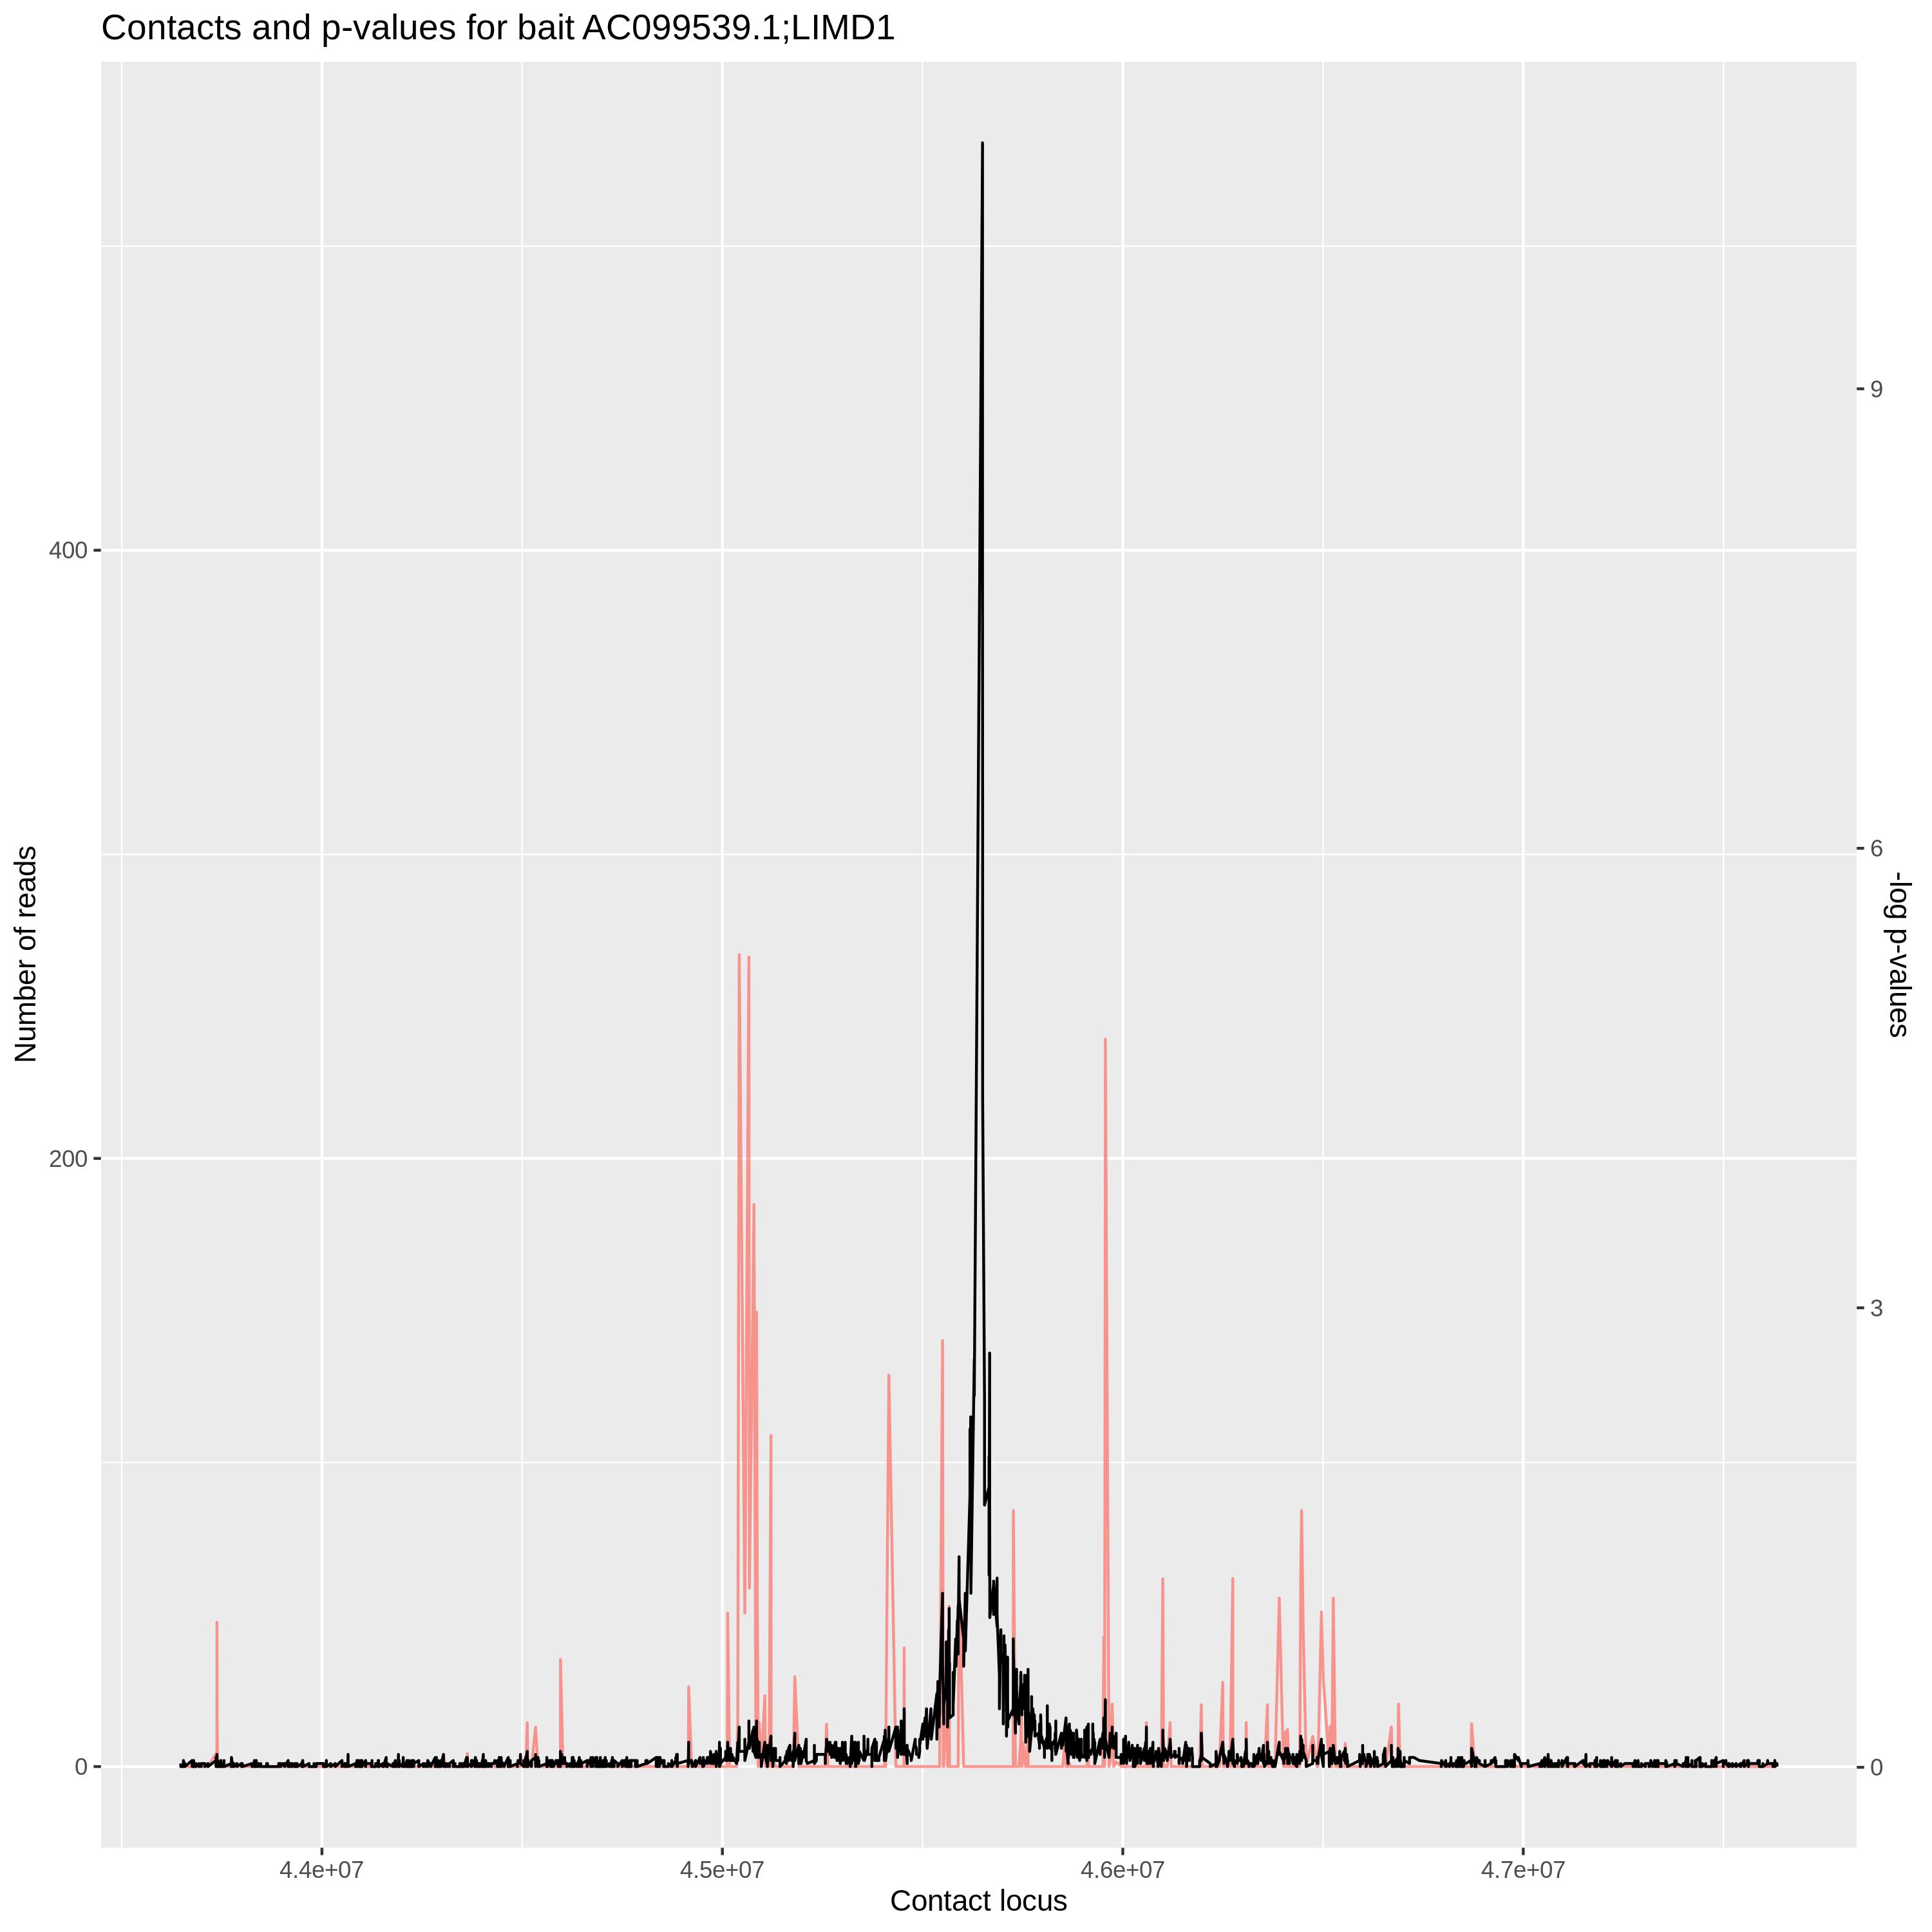 Contacts and p-values for bait AC099539.1;LIMD1
Number of reads
400
200
0
9
6
3
0
-log p-values
4.4e+07
4.5e+07
4.6e+07
4.7e+07
Contact locus